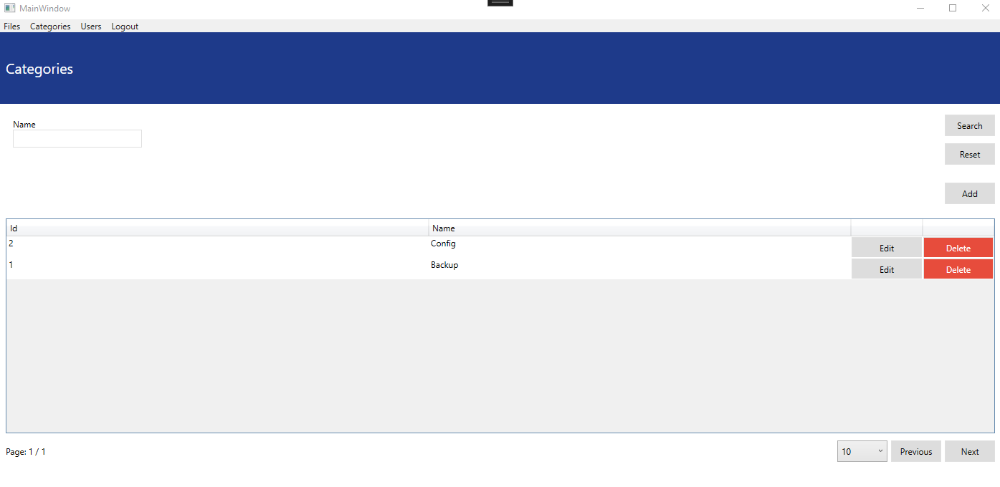 MainWindow
Files Categories Users Logout
Categories
Name
Search
Reset
Add
Id Name
2 Config Edit Delete
1 Backup Edit Delete
Page: 1 / 1 10 Previous Next